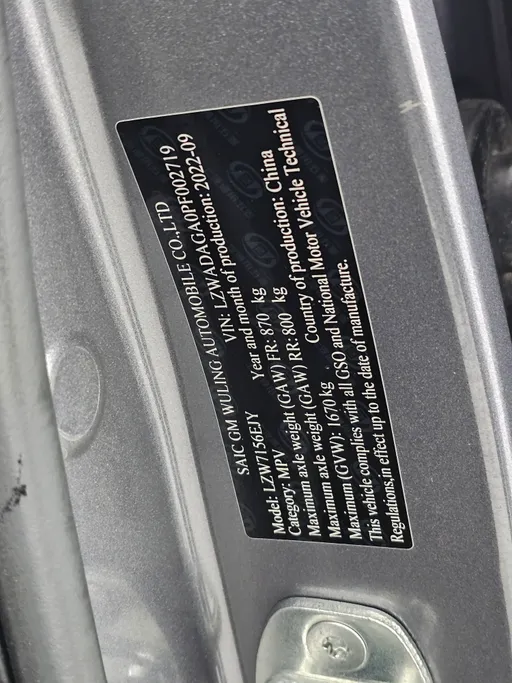 SAIC GM WULING AUTOMOBILE CO.,LTD
Model: LZW7156EJY VIN: LZWADAGA0PF002719
Category: MPV Year and month of production: 2022-09
Maximum axle weight (GAW) FR: 870 kg
Maximum axle weight (GAW) RR: 800 kg
Maximum (GVW): 1670 kg Country of production: China
This vehicle complies with all GSO and National Motor Vehicle Technical
Regulations,in effect up to the date of manufacture.